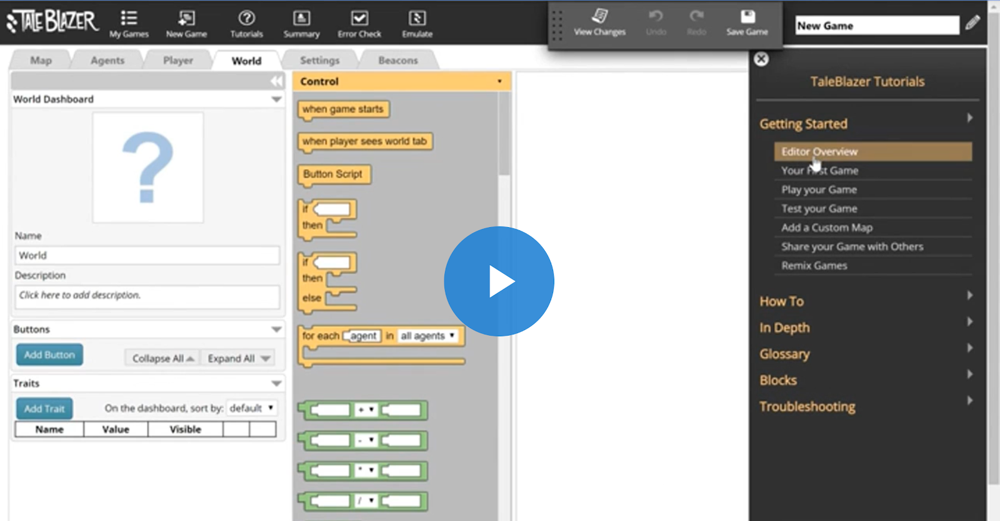 TALEBLAZER
My Games
New Game
Tutorials
Summary
Error Check
Emulate
View Changes
Undo
Redo
Save Game
New Game
Map
Agents
Player
World
Settings
Beacons
World Dashboard
?
Name
World
Description
Click here to add description.
Buttons
Add Button
Collapse All
Expand All
Traits
Add Trait
On the dashboard, sort by: default
Name Value Visible
Control
when game starts
when player sees world tab
Button Script
if
then
if
then
else
for each agent in all agents
+
-
*
/
TaleBlazer Tutorials
Getting Started
Editor Overview
Your First Game
Play your Game
Test your Game
Add a Custom Map
Share your Game with Others
Remix Games
How To
In Depth
Glossary
Blocks
Troubleshooting